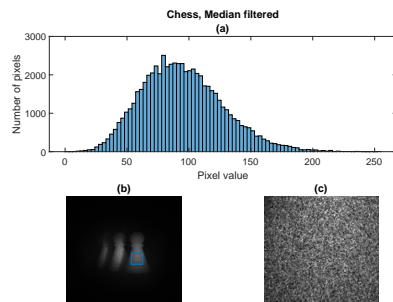 Chess, Median filtered
(a)
3000
2000
1000
0
Number of pixels
0 50 100 150 200 250
Pixel value
(b) (c)